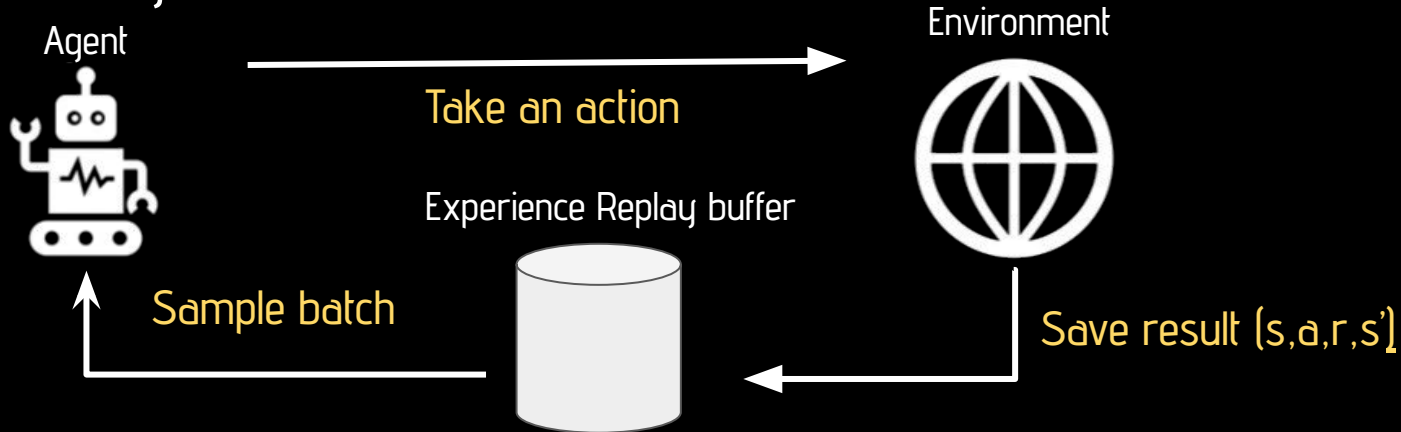 Agent
Environment
Take an action
Experience Replay buffer
Sample batch
Save result (s,a,r,s')